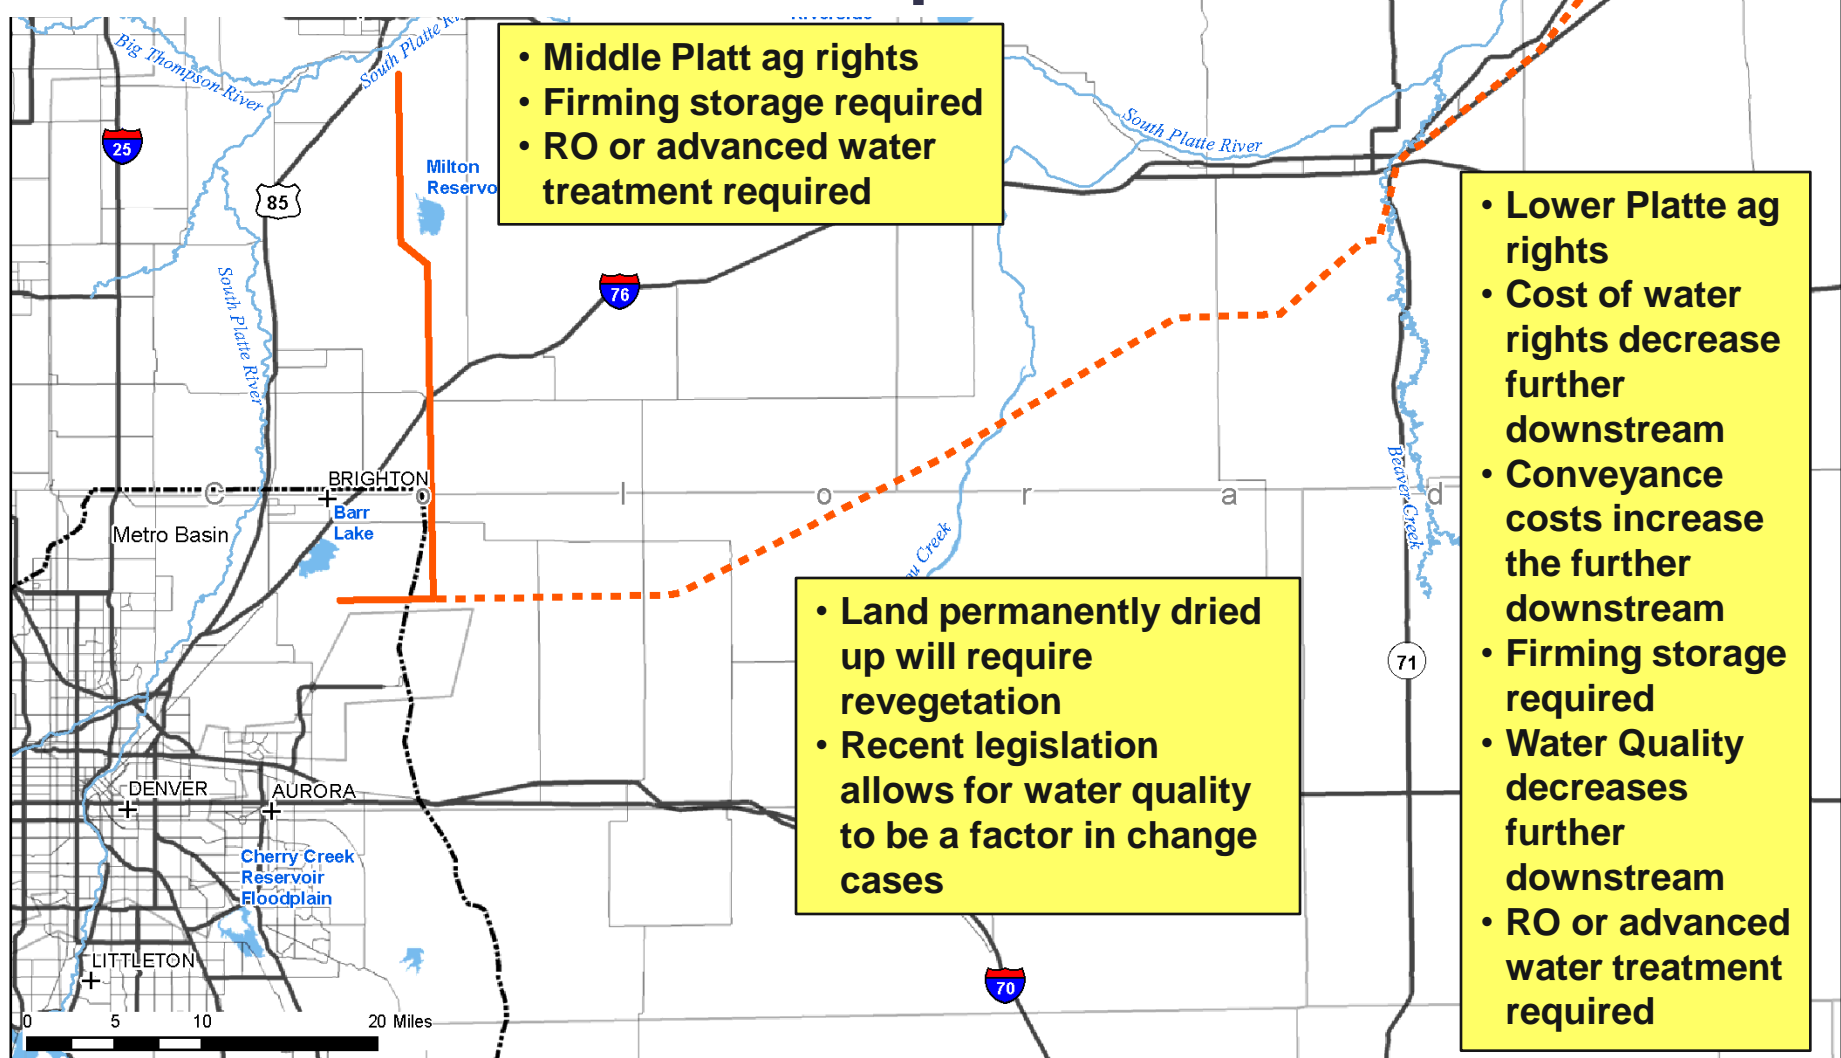 Big Thompson River
South Platte
• Middle Platt ag rights
• Firming storage required
• RO or advanced water
treatment required
25
85
Milton
South Platte River
South Platte River
76
• Lower Platte ag
rights
• Cost of water
rights decrease
further
downstream
• Conveyance
costs increase
the further
downstream
• Firming storage
required
• Water Quality
decreases
further
downstream
• RO or advanced
water treatment
required
BRIGHTON
C o l o r a d
Barr
Lake
Metro Basin
Beaver Creek
Creek
• Land permanently dried
up will require
revegetation
• Recent legislation
allows for water quality
to be a factor in change
cases
71
DENVER
AURORA
Cherry Creek
Reservoir
Floodplain
LITTLETON
70
0 5 10 20 Miles